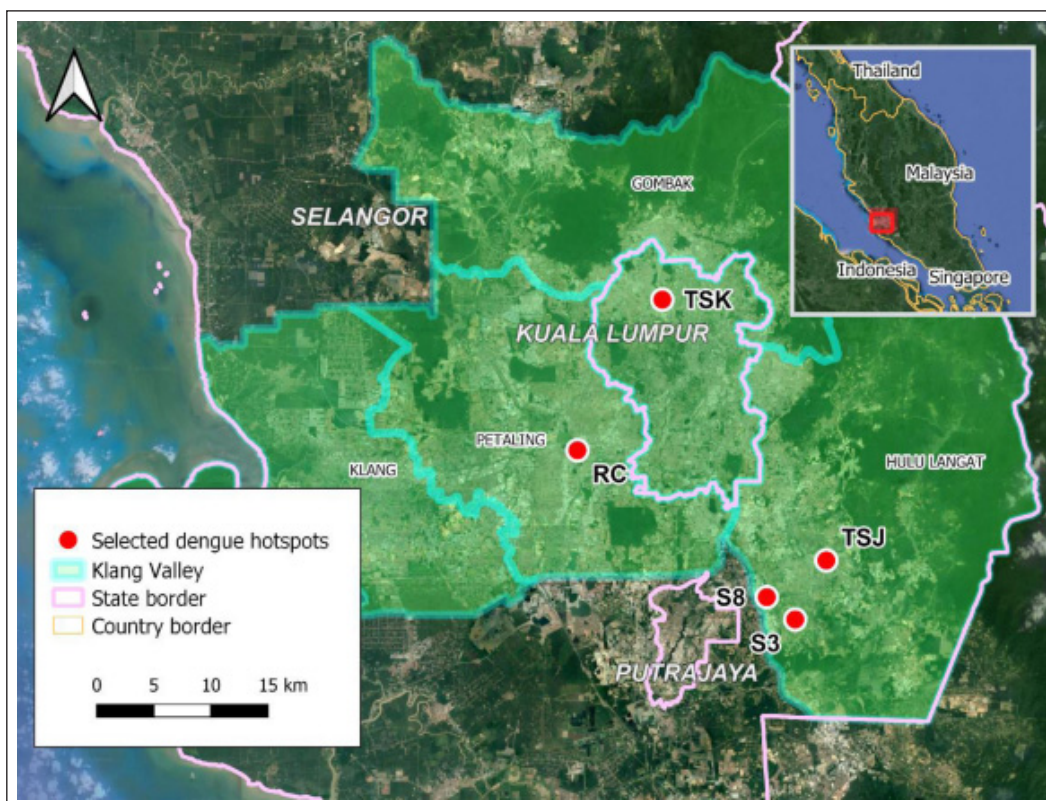 Thailand
Malaysia
Indonesia
Singapore
GOMBAK
SELANGOR
TSK
KUALA LUMPUR
PETALING
RC
KLANG
HULU LANGAT
TSJ
S8
S3
PUTRAJAYA
Selected dengue hotspots
Klang Valley
State border
Country border
0 5 10 15 km